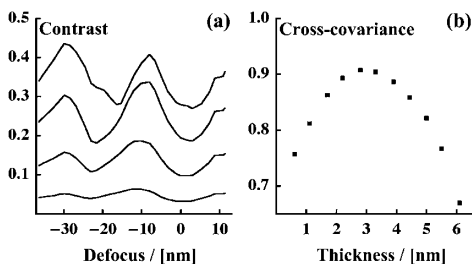 Contrast (a)
0.5
0.4
0.3
0.2
0.1
−30 −20 −10 0 10
Defocus / [nm]
Cross-covariance (b)
1.0
0.9
0.8
0.7
1 2 3 4 5 6
Thickness / [nm]